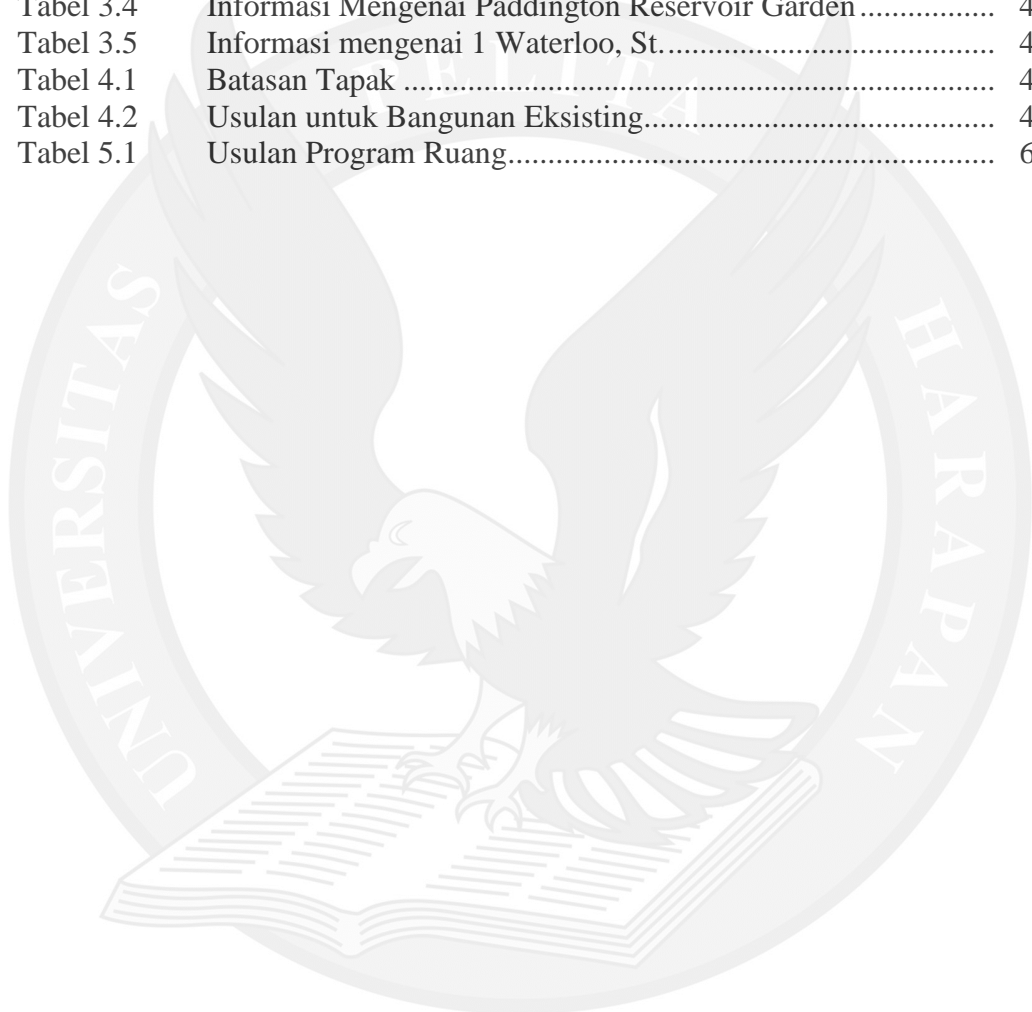 Tabel 3.4 Informasi Mengenai Paddington Reservoir Garden ................ 4
Tabel 3.5 Informasi mengenai 1 Waterloo, St. ....................................... 4
Tabel 4.1 Batasan Tapak ....................................................................... 4
Tabel 4.2 Usulan untuk Bangunan Eksisting.......................................... 4
Tabel 5.1 Usulan Program Ruang.......................................................... 6
UNIVERSITAS
PELITA
HARAPAN